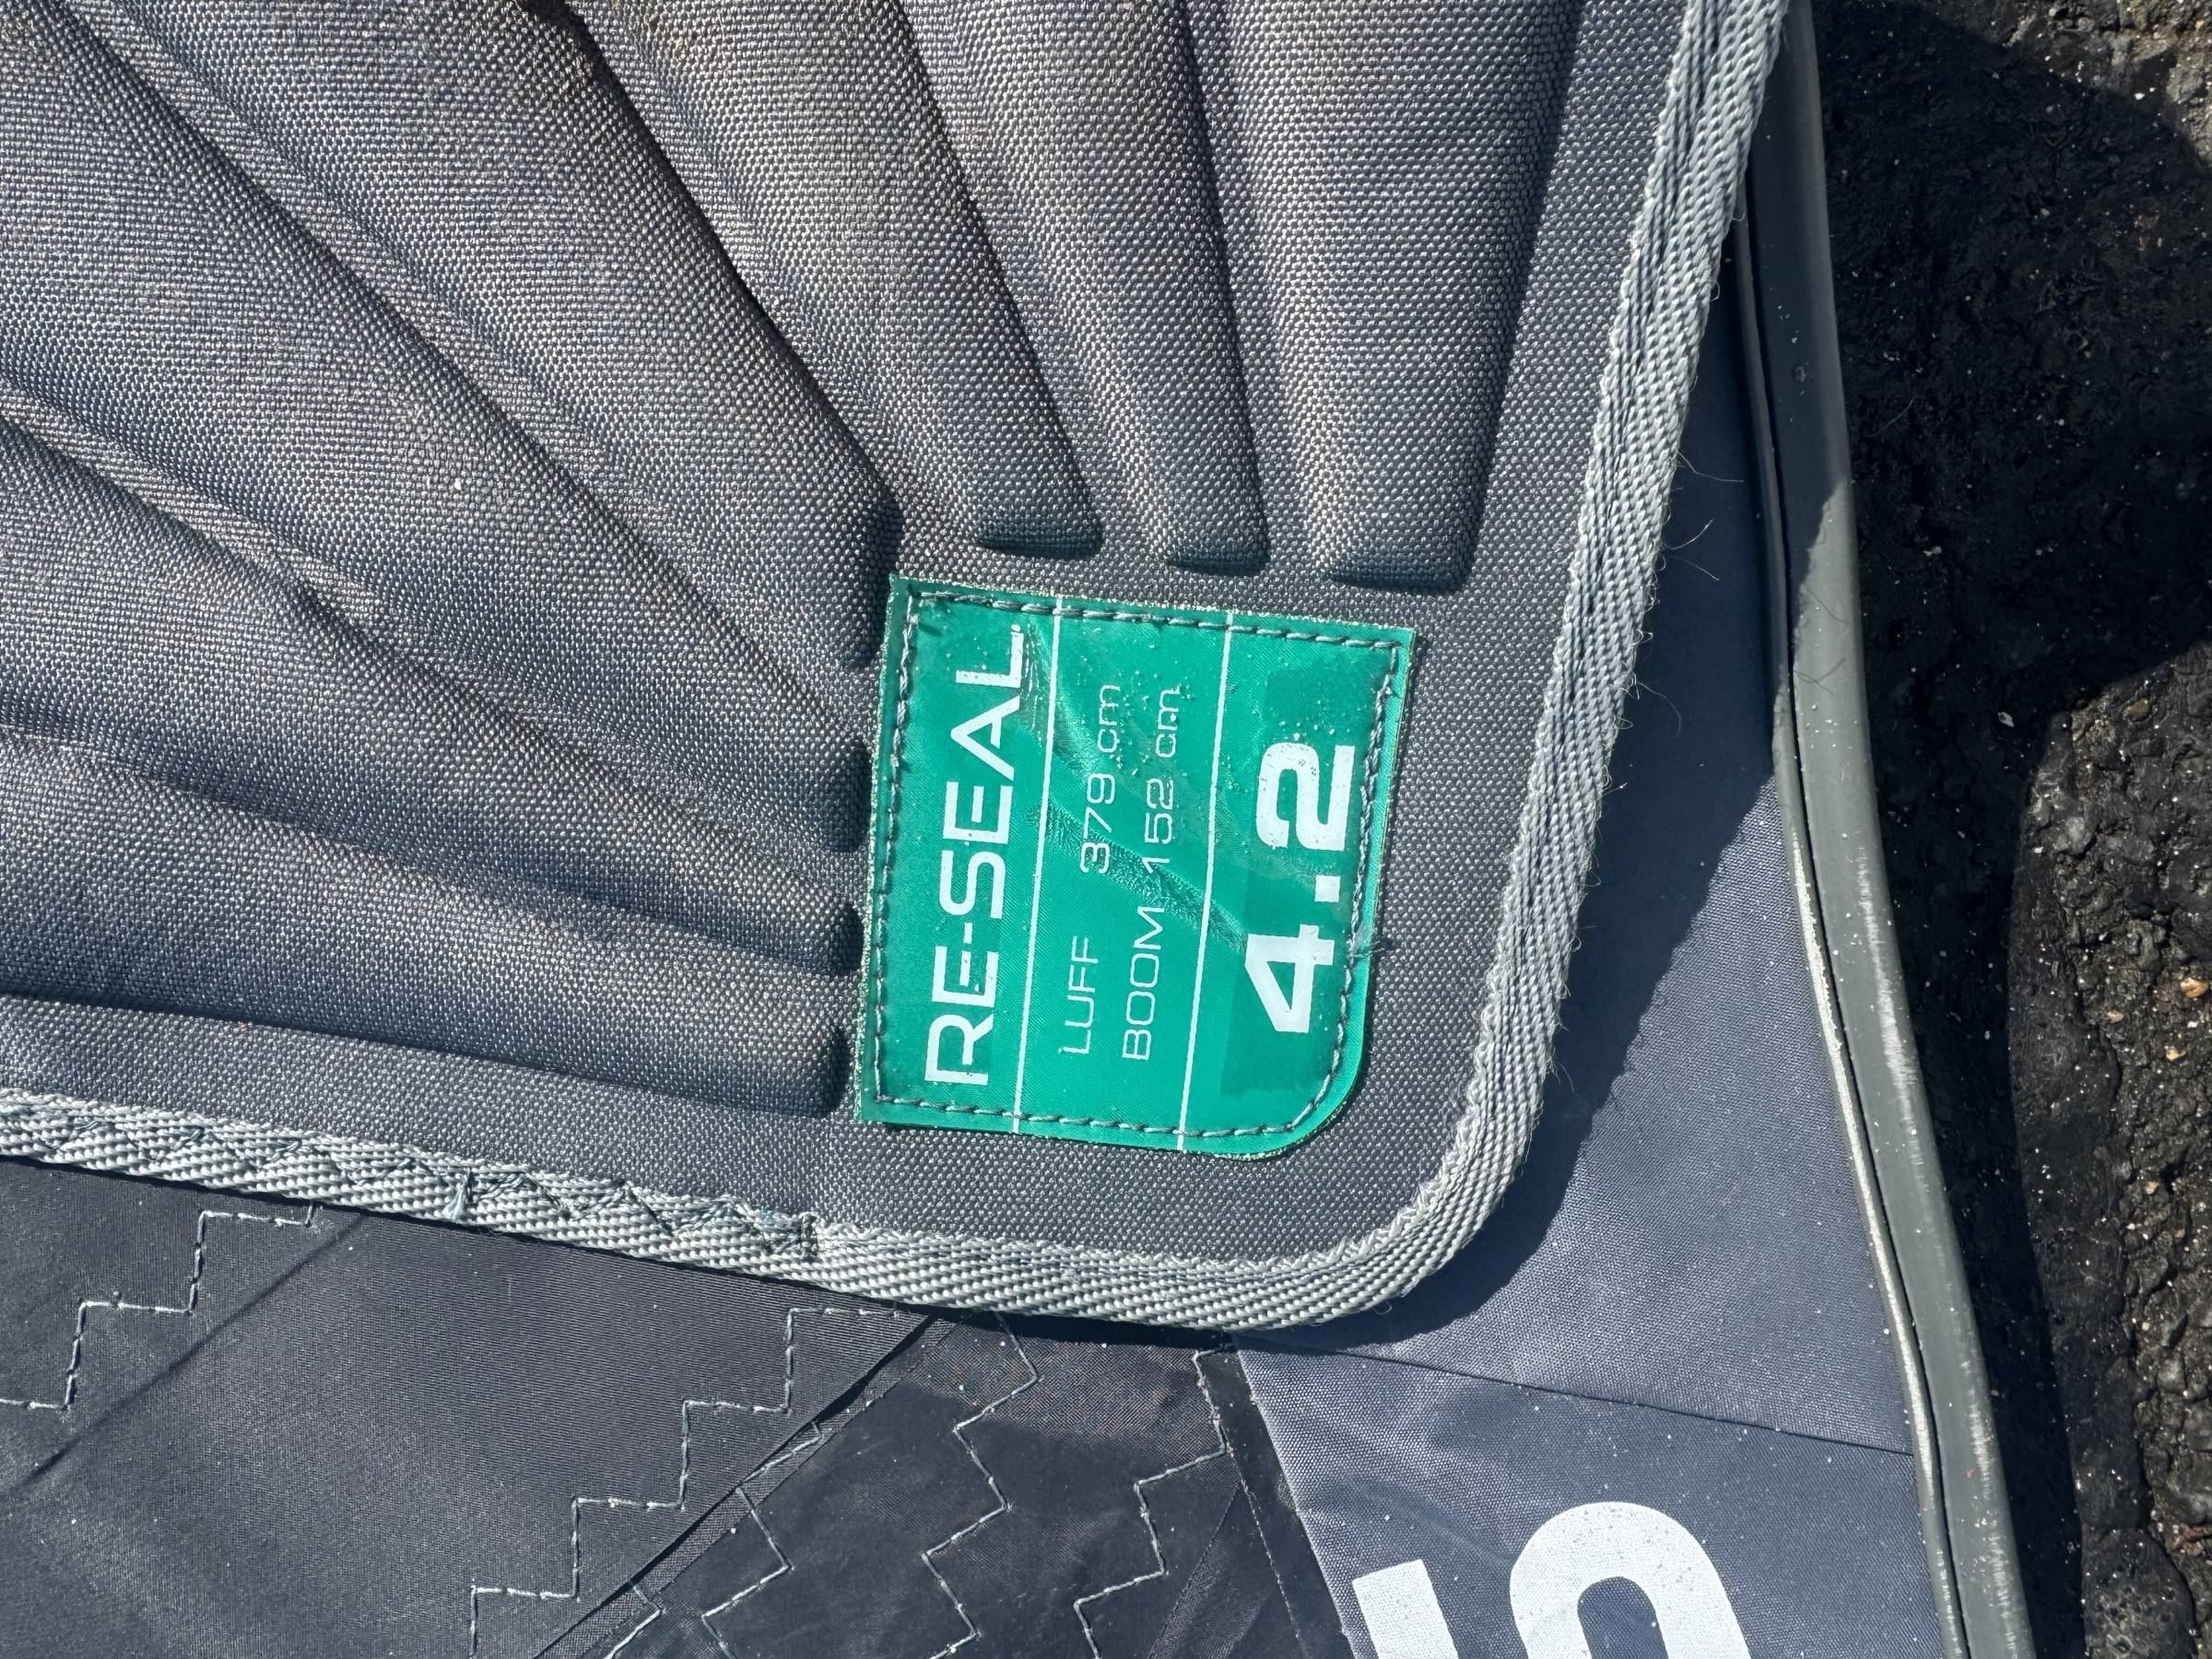 RE-SEAL
LUFF 379 cm
BOOM 152 cm
4.2